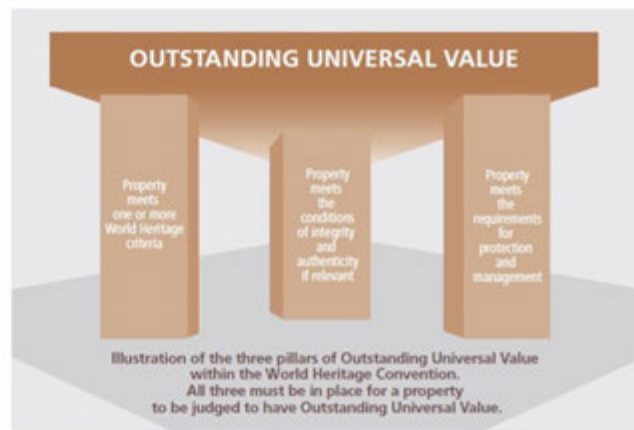 OUTSTANDING UNIVERSAL VALUE
Property
meets
one or more
World Heritage
criteria
Property
meets
the
conditions
of integrity
and
authenticity
if relevant
Property
meets
the
requirements
for
protection
and
management
Illustration of the three pillars of Outstanding Universal Value
within the World Heritage Convention.
All three must be in place for a property
to be judged to have Outstanding Universal Value.